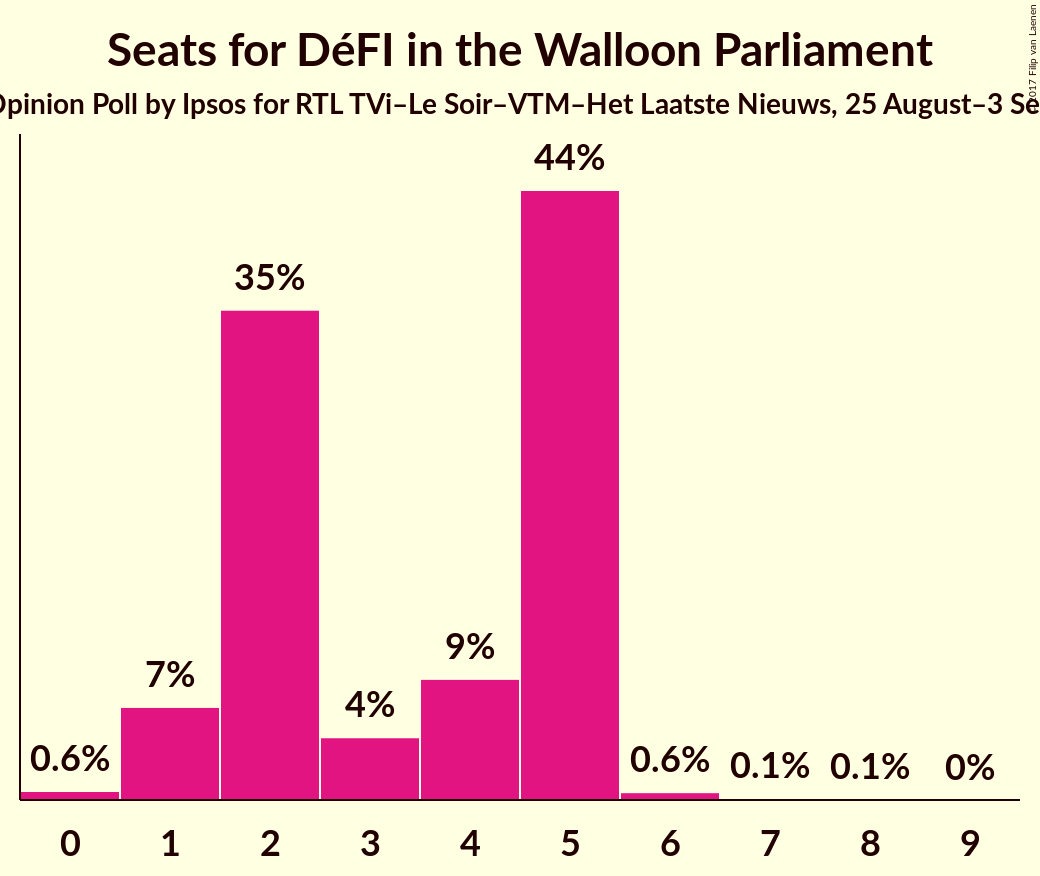 Seats for DéFI in the Walloon Parliament
Opinion Poll by Ipsos for RTL TVi–Le Soir–VTM–Het Laatste Nieuws, 25 August–3
2017 Filip van Laenen
44%
35%
9%
7%
4%
0.6%
0.6%
0.1%
0.1%
0%
0 1 2 3 4 5 6 7 8 9